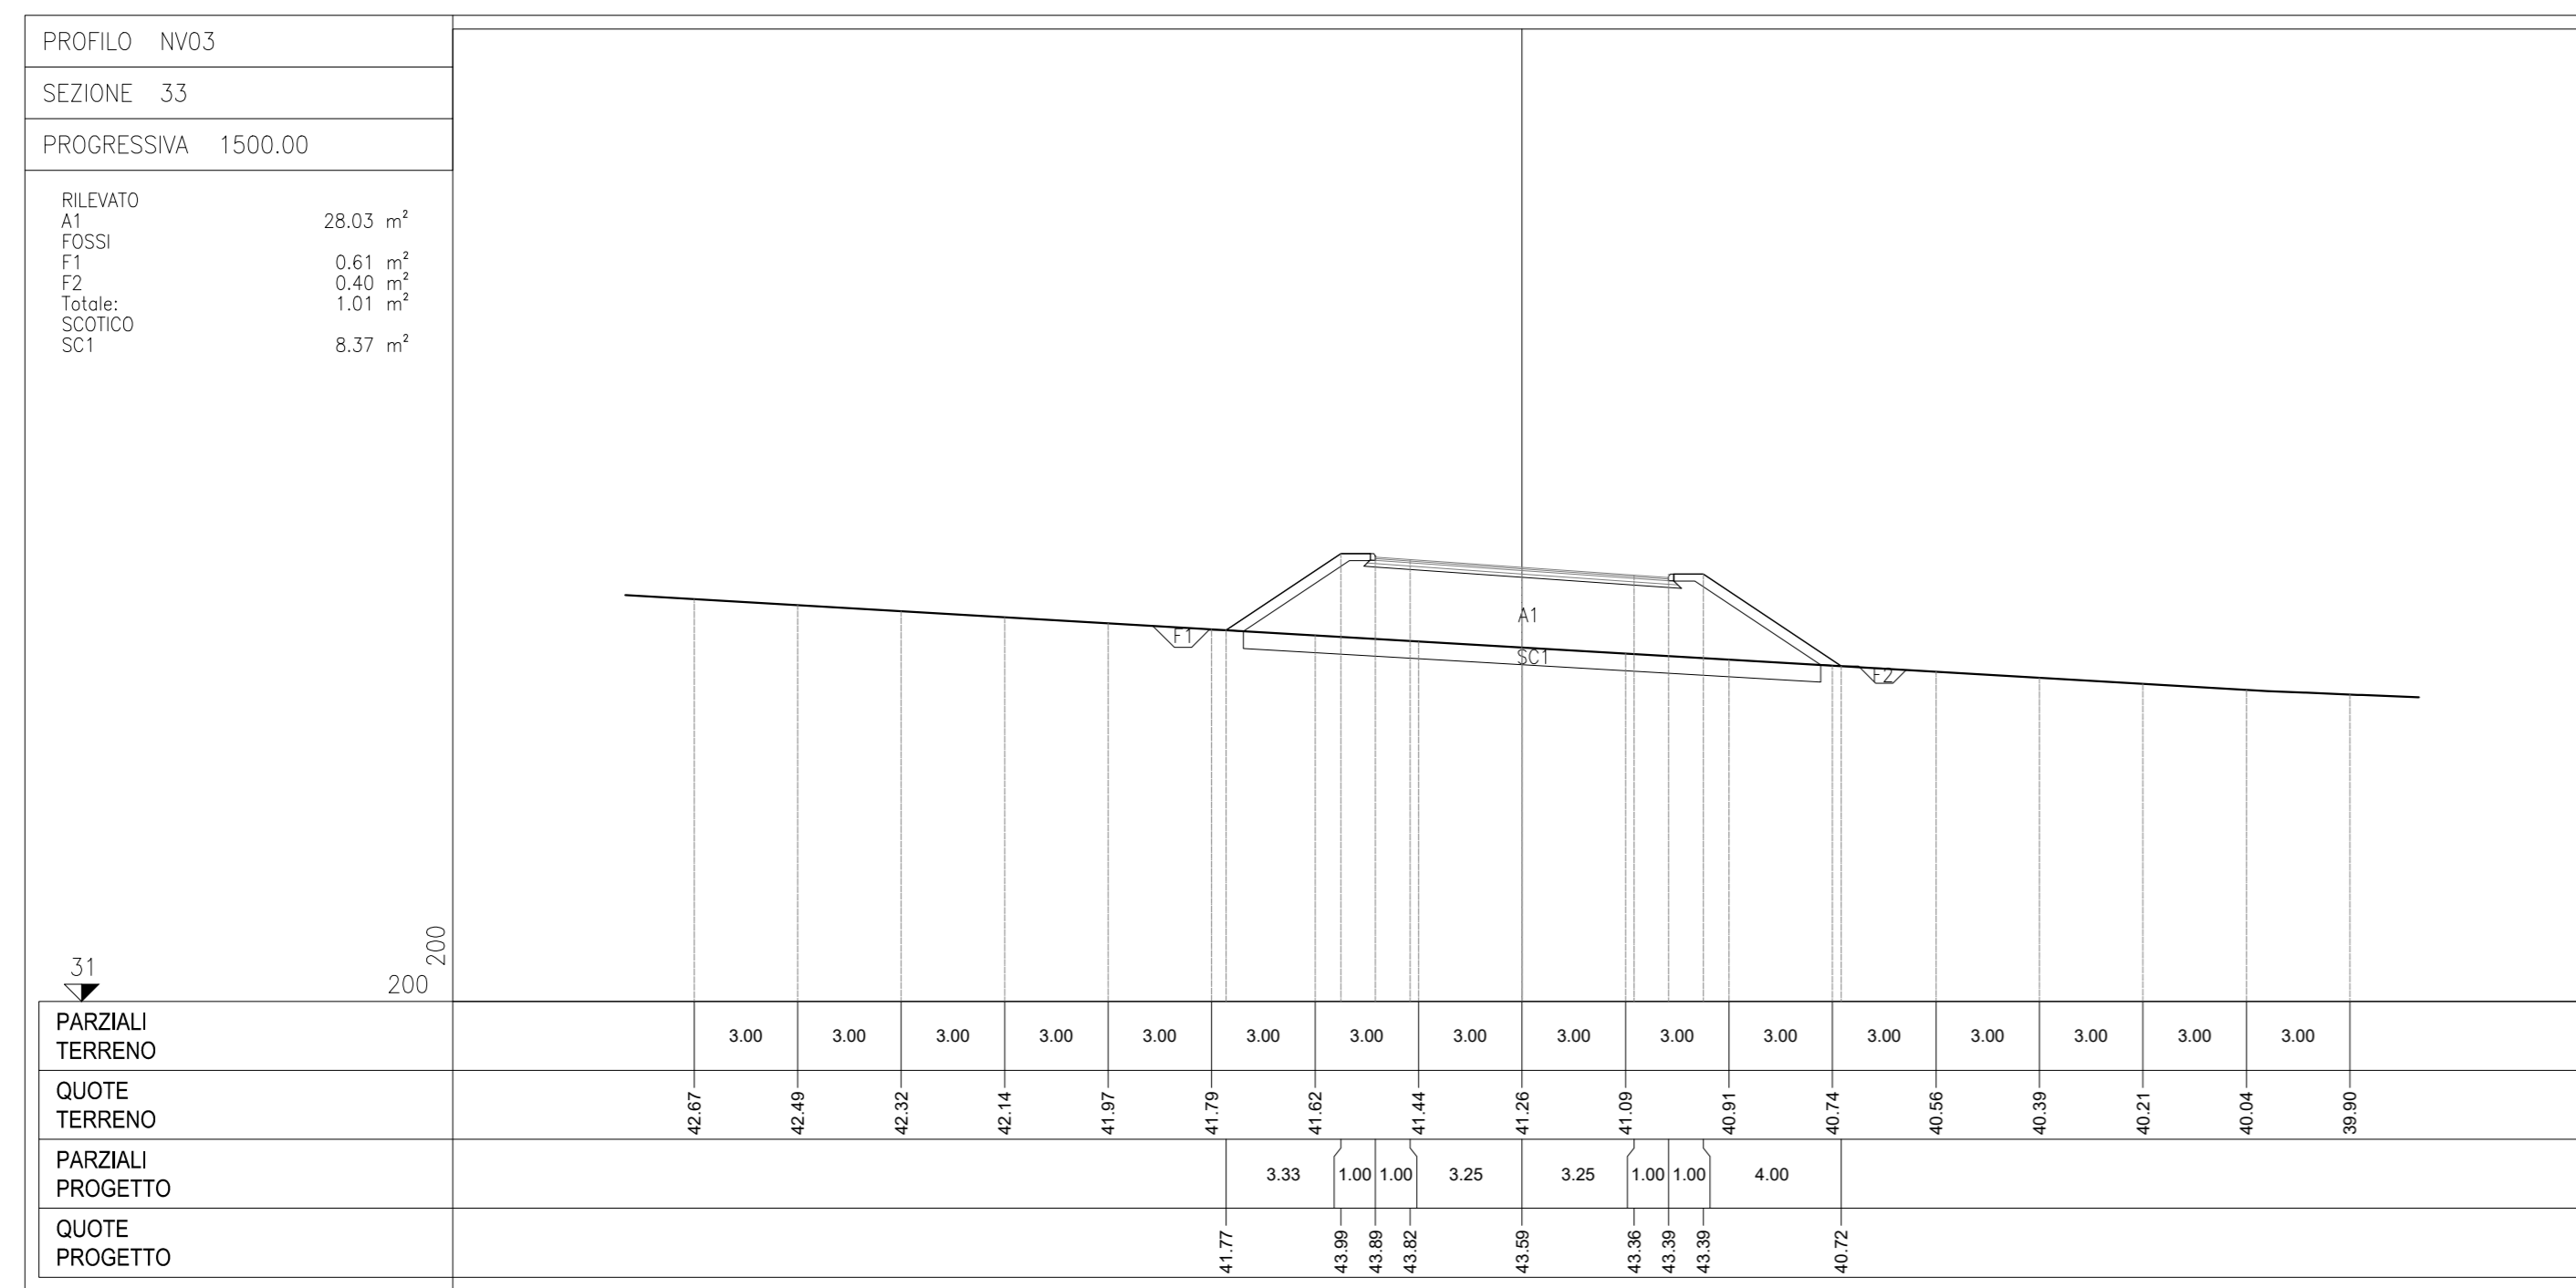 PROFILO NV03
SEZIONE 33
PROGRESSIVA 1500.00
RILEVATO
A1 28.03 m²
FOSSI
F1 0.61 m²
F2 0.40 m²
Totale: 1.01 m²
SCOTICO
SC1 8.37 m²
A1
F1
SC1
F2
200
31
200
PARZIALI
TERRENO
3.00 3.00 3.00 3.00 3.00 3.00 3.00 3.00 3.00 3.00 3.00 3.00 3.00 3.00 3.00 3.00
QUOTE
TERRENO
42.67 42.49 42.32 42.14 41.97 41.79 41.62 41.44 41.26 41.09 40.91 40.74 40.56 40.39 40.21 40.04 39.90
PARZIALI
PROGETTO
3.33 1.00 1.00 3.25 3.25 1.00 1.00 4.00
QUOTE
PROGETTO
41.77 43.99 43.89 43.82 43.59 43.36 43.39 43.39 40.72